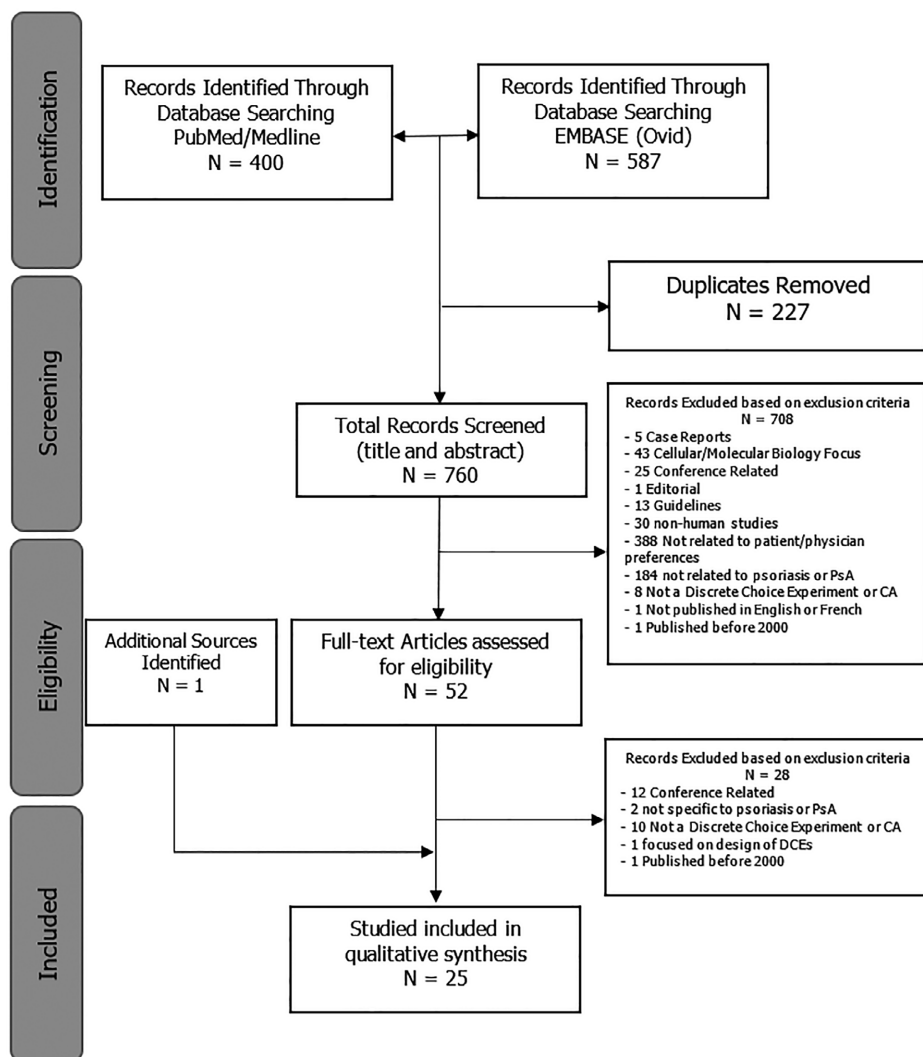 Identification
Records Identified Through
Database Searching
PubMed/Medline
N = 400
Records Identified Through
Database Searching
EMBASE (Ovid)
N = 587
Duplicates Removed
N = 227
Screening
Total Records Screened
(title and abstract)
N = 760
Records Excluded based on exclusion criteria
N = 708
- 5 Case Reports
- 43 Cellular/Molecular Biology Focus
- 25 Conference Related
- 1 Editorial
- 13 Guidelines
- 30 non-human studies
- 388 Not related to patient/physician
preferences
- 184 not related to psoriasis or PsA
- 8 Not a Discrete Choice Experiment or CA
- 1 Not published in English or French
- 1 Published before 2000
Eligibility
Additional Sources
Identified
N = 1
Full-text Articles assessed
for eligibility
N = 52
Records Excluded based on exclusion criteria
N = 28
- 12 Conference Related
- 2 not specific to psoriasis or PsA
- 10 Not a Discrete Choice Experiment or CA
- 1 focused on design of DCEs
- 1 Published before 2000
Included
Studied included in
qualitative synthesis
N = 25